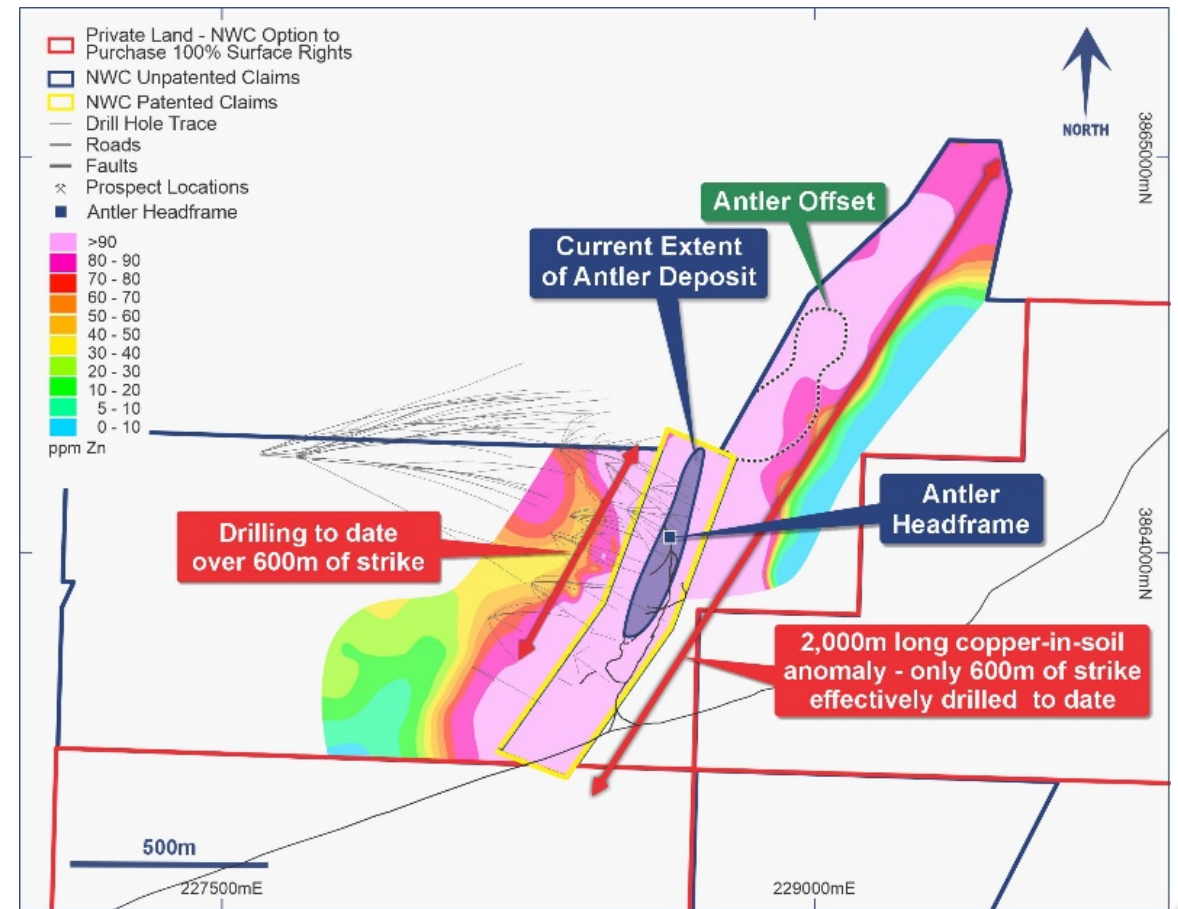 Private Land - NWC Option to
Purchase 100% Surface Rights
NWC Unpatented Claims
NWC Patented Claims
Drill Hole Trace
Roads
Faults
Prospect Locations
Antler Headframe
>90
80 - 90
70 - 80
60 - 70
50 - 60
40 - 50
30 - 40
20 - 30
10 - 20
5 - 10
0 - 10
ppm Zn
NORTH
3865000mN
Antler Offset
Current Extent
of Antler Deposit
Antler
Headframe
3864000mN
Drilling to date
over 600m of strike
2,000m long copper-in-soil
anomaly - only 600m of strike
effectively drilled to date
500m
227500mE
229000mE